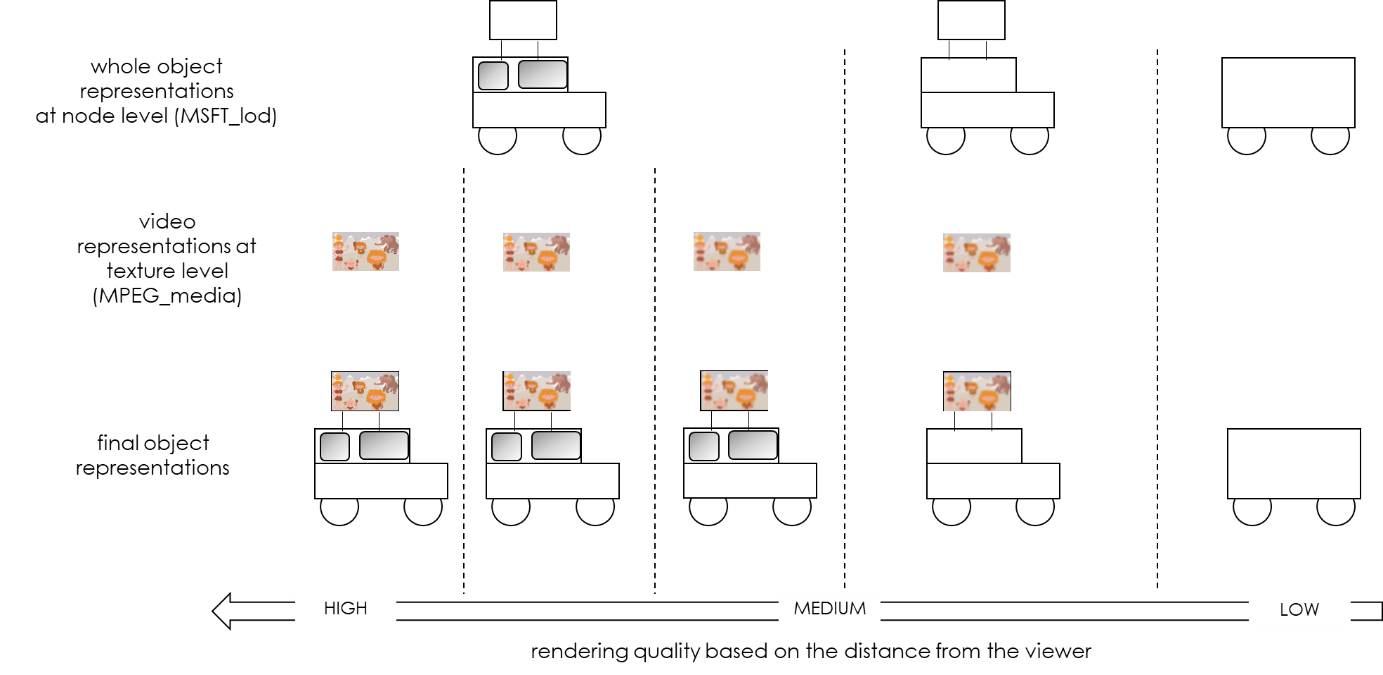 whole object
representations
at node level (MSFT_lod)
video
representations at
texture level
(MPEG_media)
final object
representations
HIGH
MEDIUM
LOW
rendering quality based on the distance from the viewer